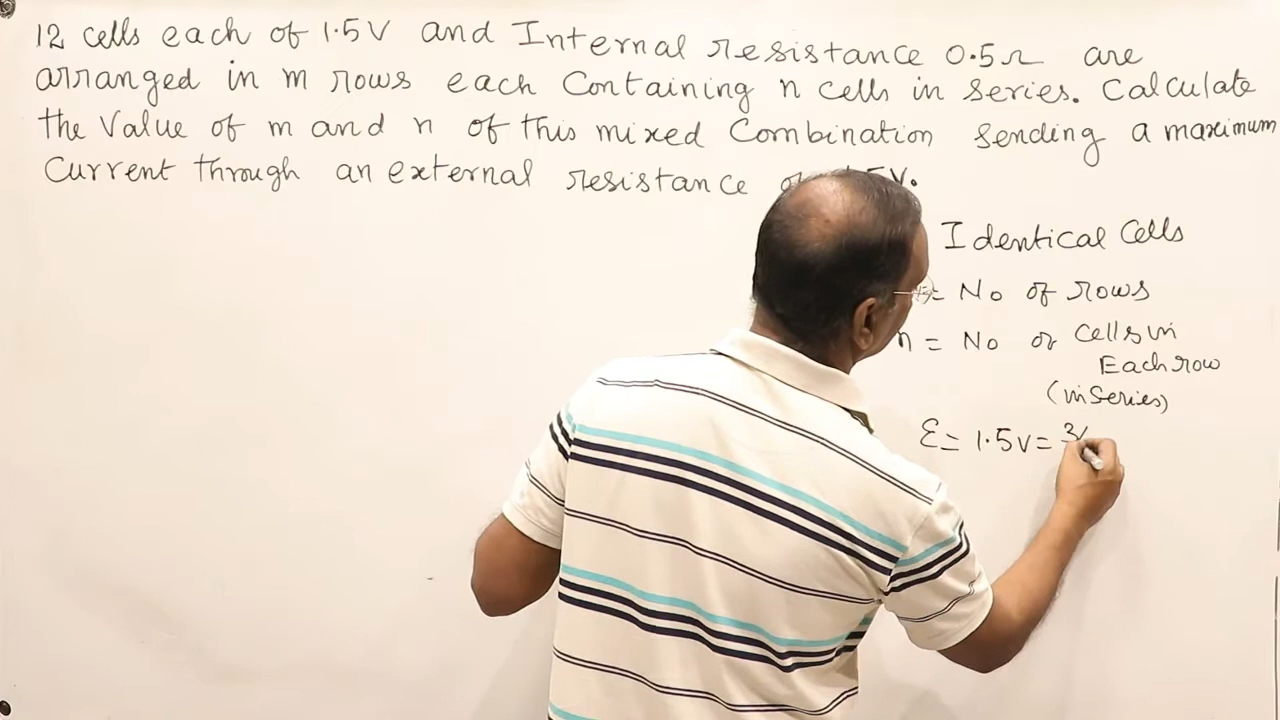 12 cells each of 1.5V and Internal resistance 0.5Ω are
arranged in m rows each Containing n cells in series. Calculate
the Value of m and n of this mixed Combination sending a maximum
Current through an external resistance 5V.
Identical Cells
= No of rows
n = No of Cells in
Each row
(in Series)
ε = 1.5V = 3/